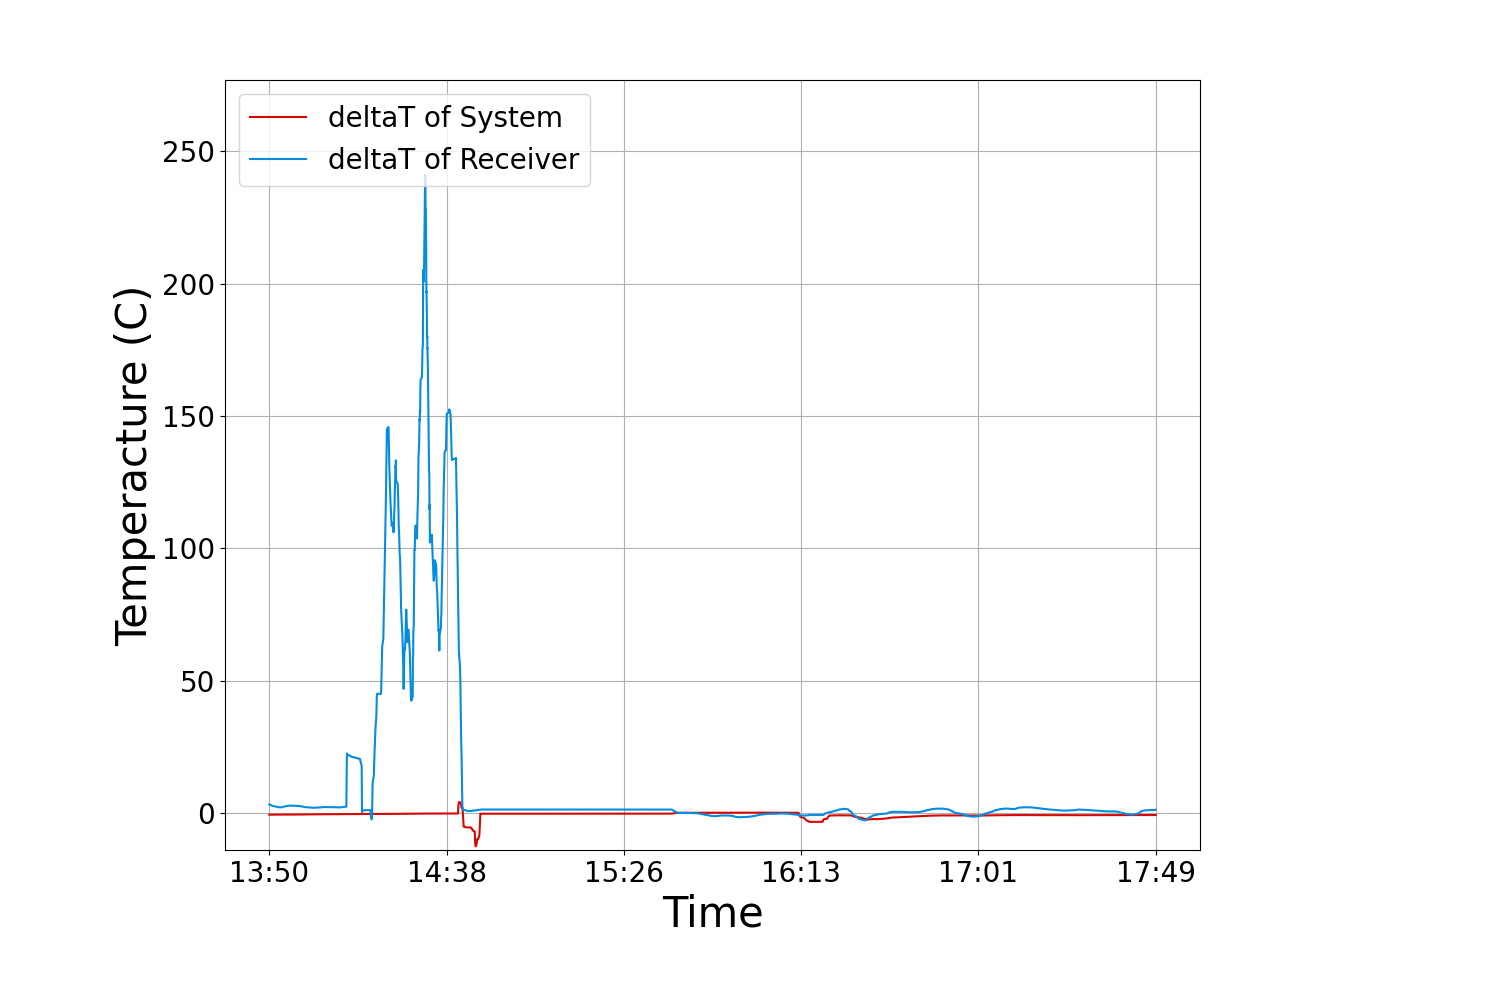 deltaT of System
deltaT of Receiver
250
200
150
100
50
0
Temperacture (C)
13:50 14:38 15:26 16:13 17:01 17:49
Time